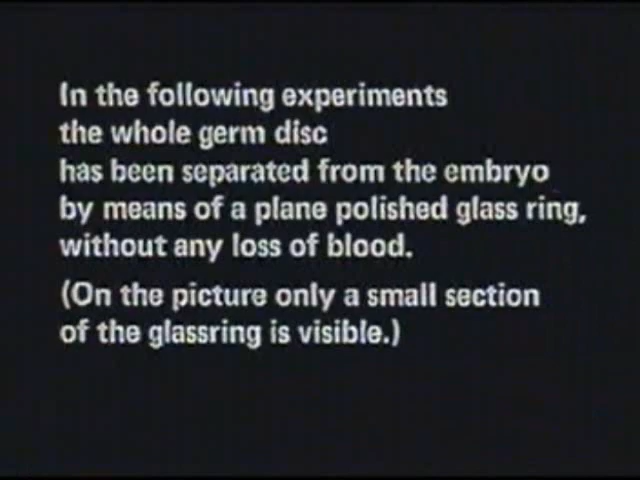 In the following experiments
the whole germ disc
has been separated from the embryo
by means of a plane polished glass ring,
without any loss of blood.
(On the picture only a small section
of the glassring is visible.)